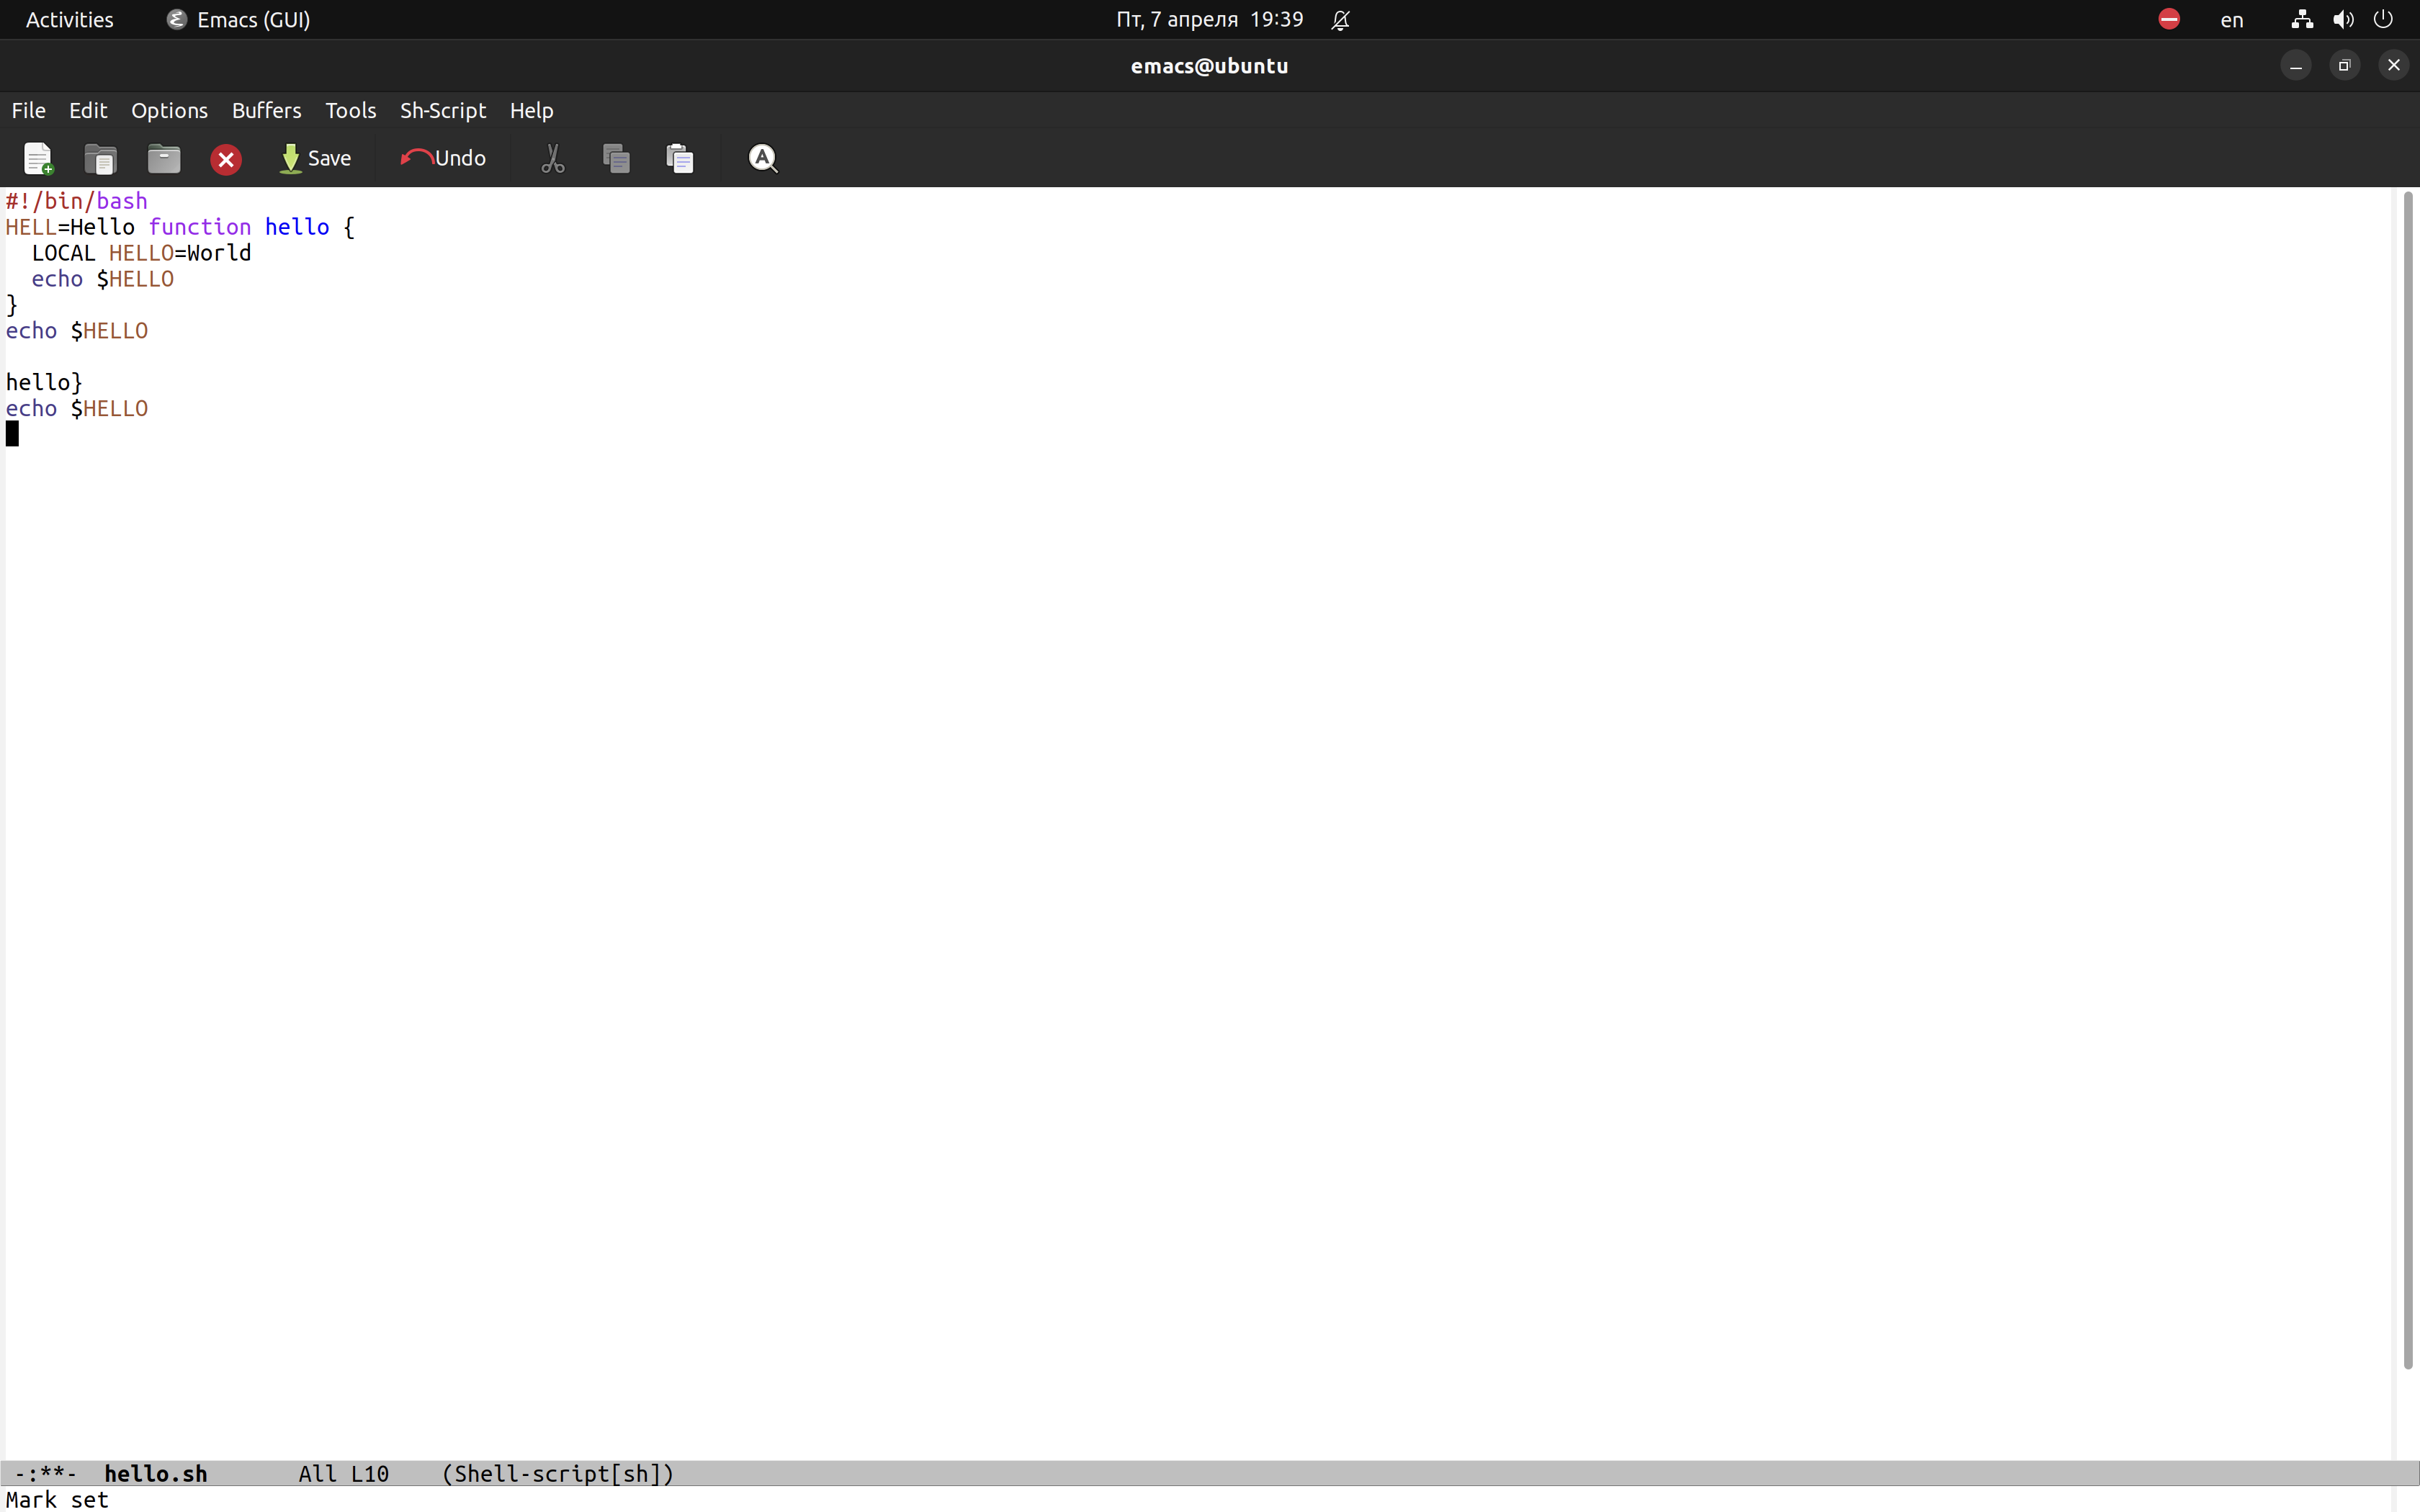 Activities Emacs (GUI) Пт, 7 апреля 19:39 en
emacs@ubuntu
File Edit Options Buffers Tools Sh-Script Help
Save Undo
#!/bin/bash
HELL=Hello function hello {
  LOCAL HELLO=World
  echo $HELLO
}
echo $HELLO
hello}
echo $HELLO
-:**-  hello.sh       All L10    (Shell-script[sh])
Mark set